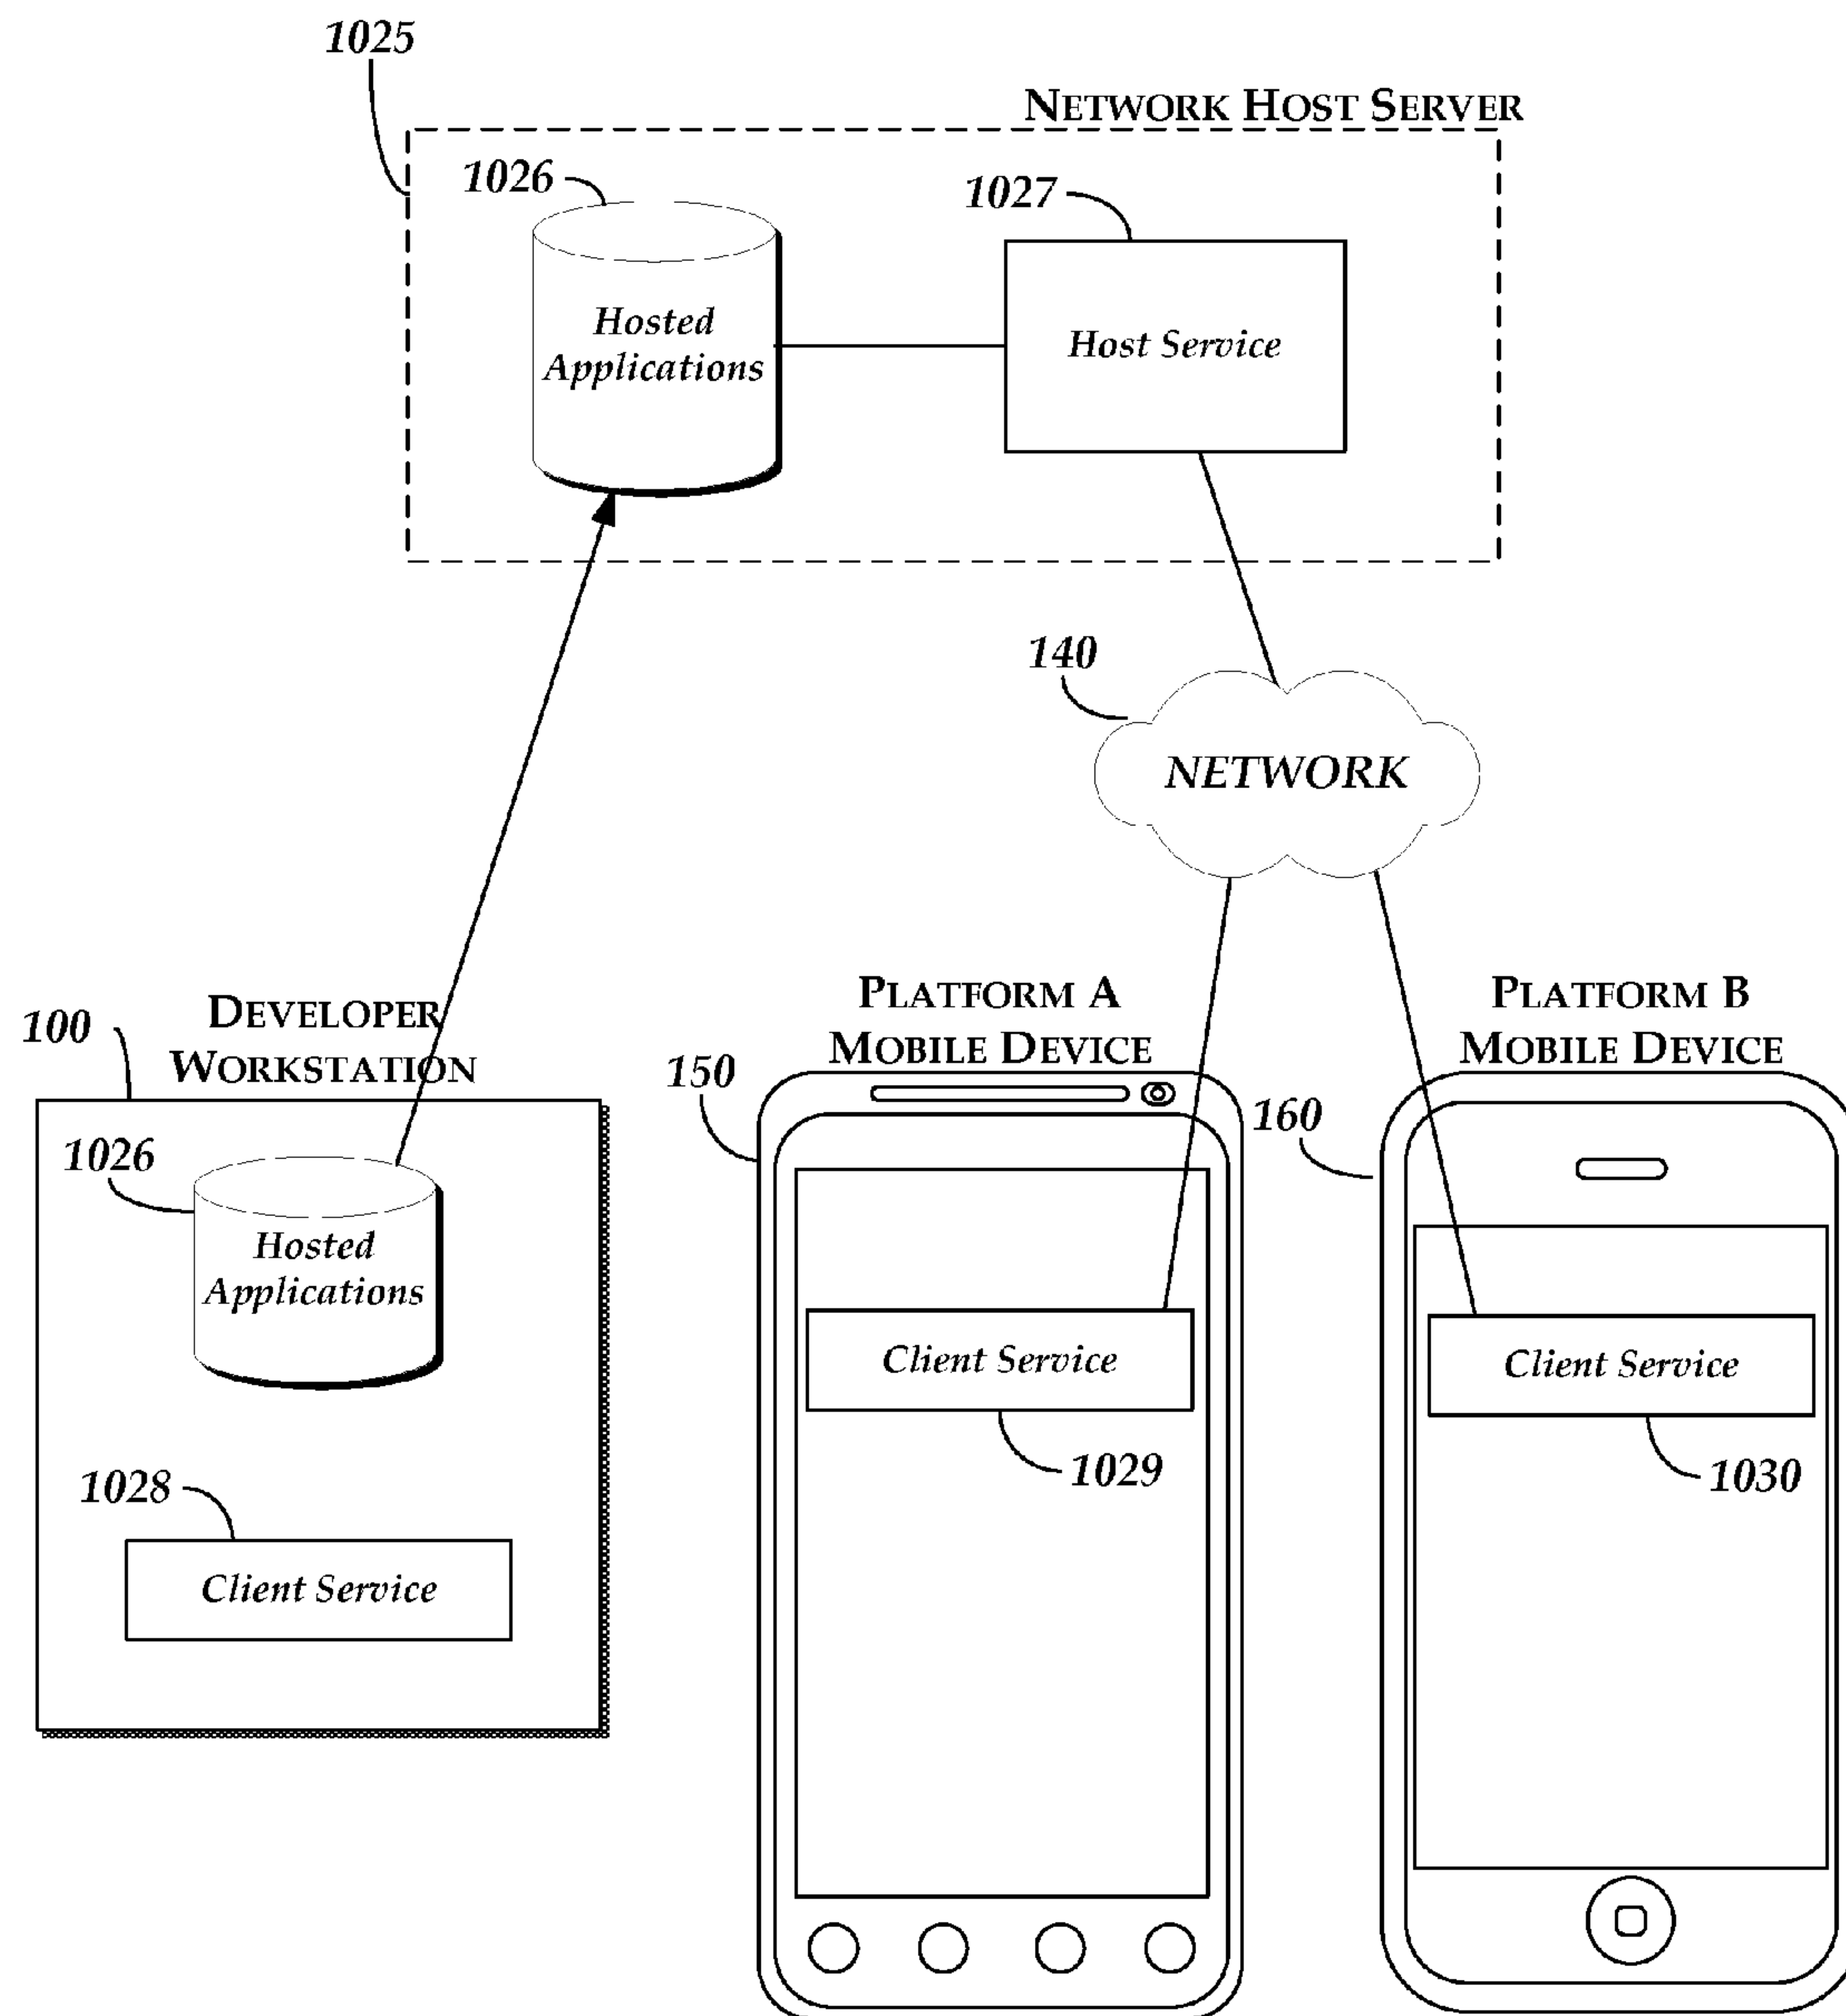 1025
NETWORK HOST SERVER
1026
1027
Hosted
Applications
Host Service
140
NETWORK
100
DEVELOPER
WORKSTATION
PLATFORM A
MOBILE DEVICE
PLATFORM B
MOBILE DEVICE
150
160
1026
Hosted
Applications
Client Service
Client Service
1029
1030
1028
Client Service